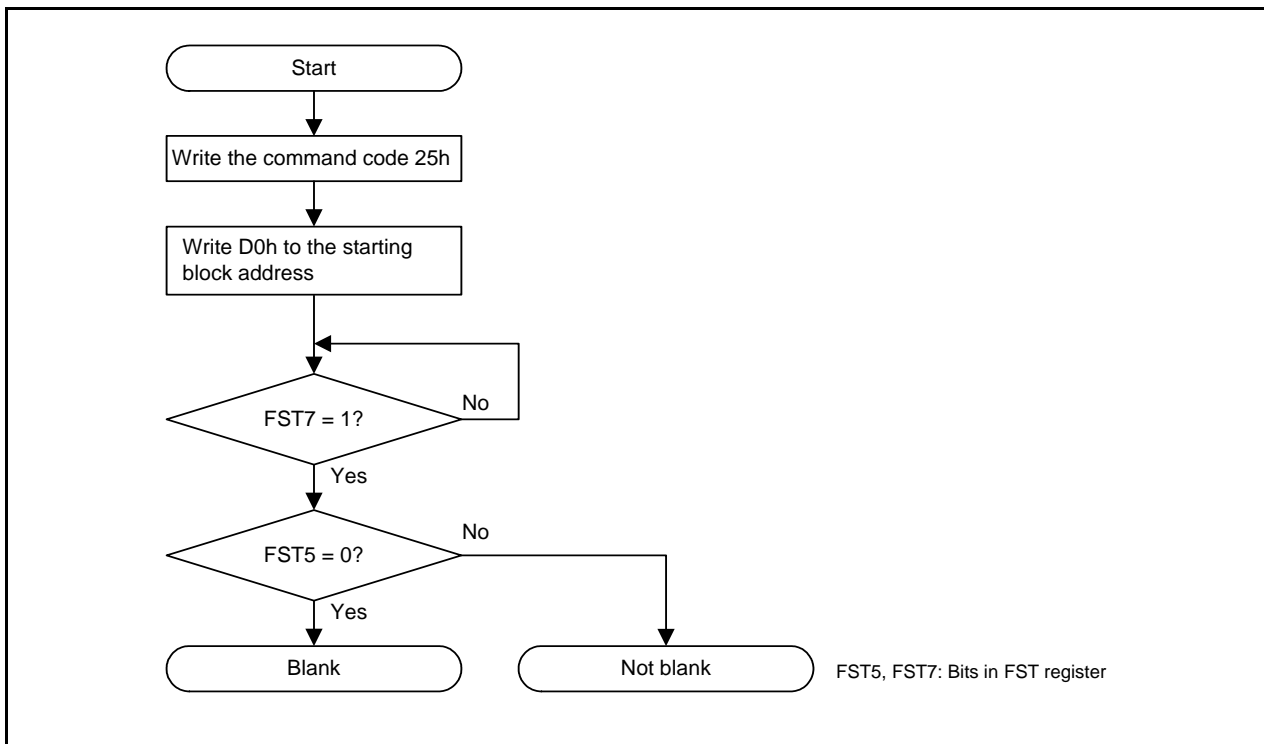 Start
Write the command code 25h
Write D0h to the starting
block address
FST7 = 1?
No
Yes
FST5 = 0?
No
Yes
Blank
Not blank
FST5, FST7: Bits in FST register